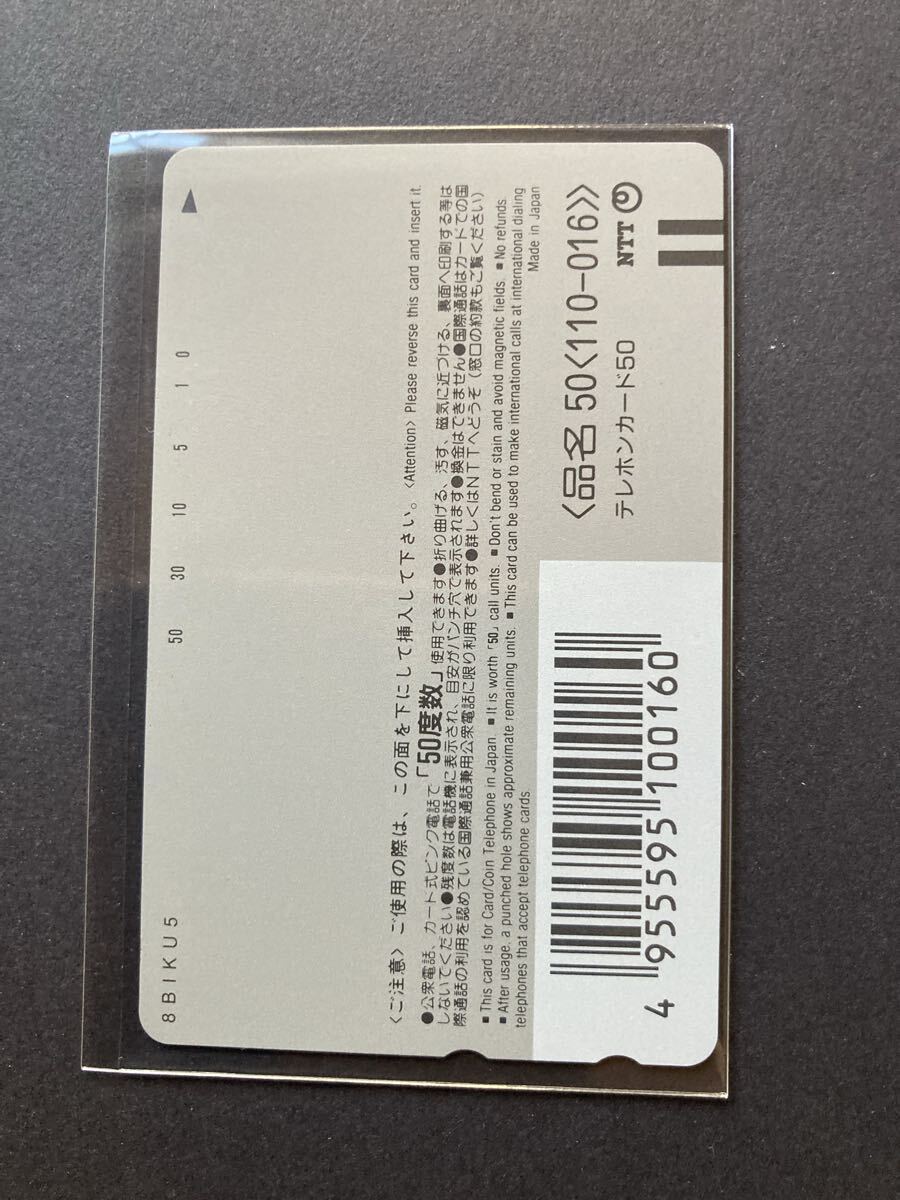 8BIKU5
50 30 10 5 1 0
〈ご注意〉ご使用の際は、この面を下にして挿入して下さい。〈Attention〉Please reverse this card and insert it.
●公衆電話、カード式ピンク電話で「50度数」使用できます●折り曲げる、汚す、磁気に近づける、裏面へ印刷する等は
しないでください●残度数は電話機に表示され、目安がパンチ穴で表示されます●換金はできません●国際通話はカードでの国
際通話の利用を認めている国際通話兼用公衆電話に限り利用できます●詳しくはNTTへどうぞ(窓口の約款もご覧ください)
■ This card is for Card/Coin Telephone in Japan. ■ It is worth「50」call units. ■ Don't bend or stain and avoid magnetic fields. ■ No refunds.
■ After usage, a punched hole shows approximate remaining units. ■ This card can be used to make international calls at international dialing
telephones that accept telephone cards.
Made in Japan
〈品名 50〈110-016〉〉
テレホンカード50
NTT
4 955595 100160